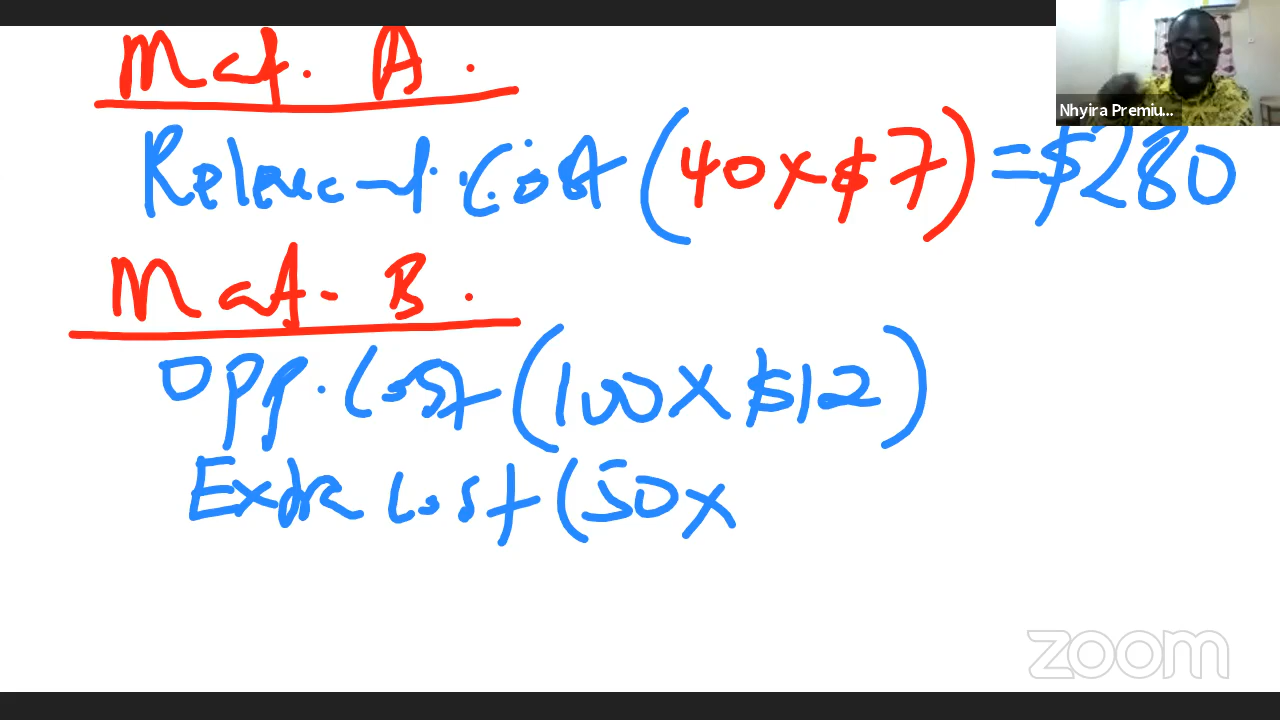 Mat. A.
Nhyira Premiu...
Relevant. Cost (40 x $7) = $280
Mat. B.
Opp. Cost (100 x $12)
Extra Cost (50 x
zoom